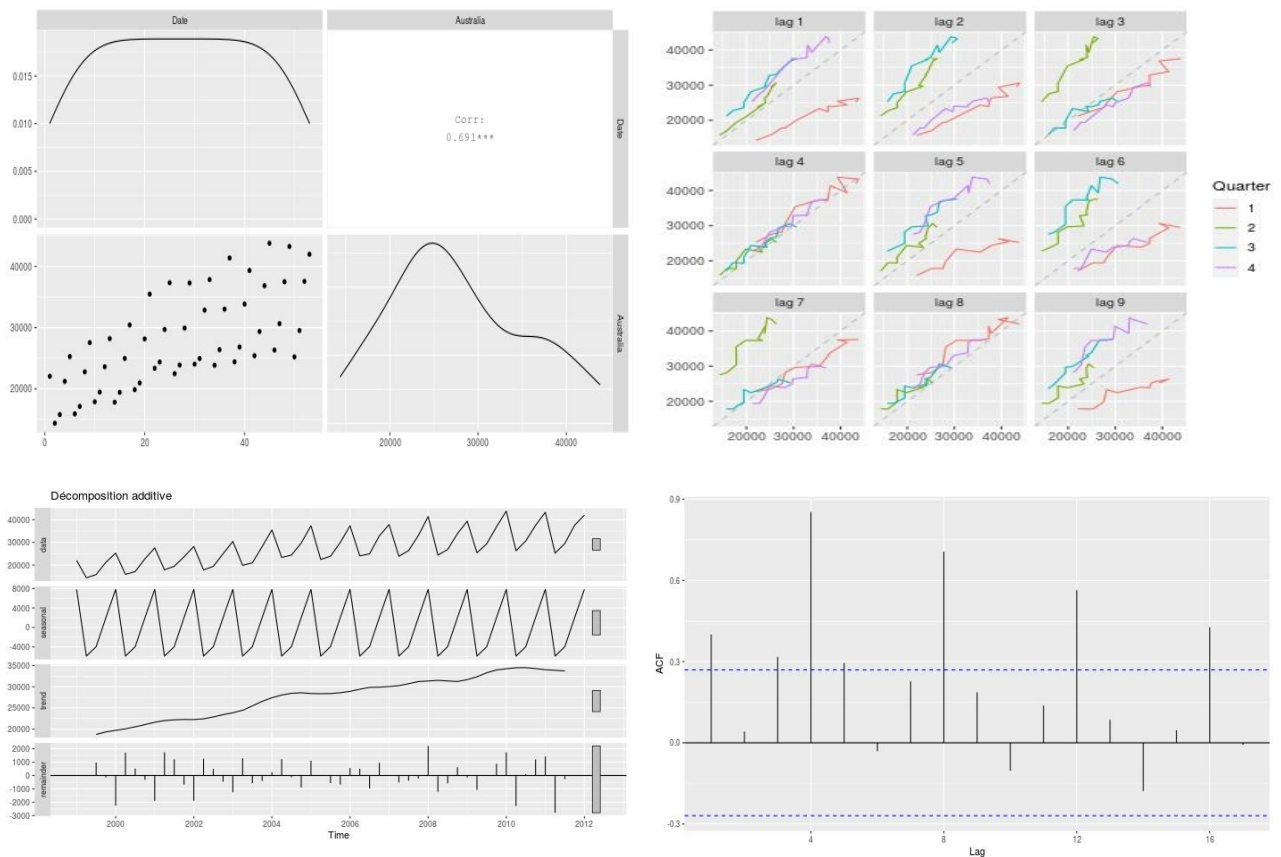 Date
Australia
0.015
0.010
0.005
0.000
Corr:
0.691***
Date
40000
30000
20000
Australia
0
20
40
20000
30000
40000
lag 1
lag 2
lag 3
40000
30000
20000
lag 4
lag 5
lag 6
40000
30000
20000
lag 7
lag 8
lag 9
40000
30000
20000
20000 30000 40000
20000 30000 40000
20000 30000 40000
Quarter
1
2
3
4
Décomposition additive
40000
30000
20000
data
8000
4000
0
-4000
seasonal
35000
30000
25000
20000
trend
2000
1000
0
-1000
-2000
-3000
remainder
2000
2002
2004
2006
2008
2010
2012
Time
0.9
0.6
0.3
0.0
-0.3
ACF
4
8
12
16
Lag